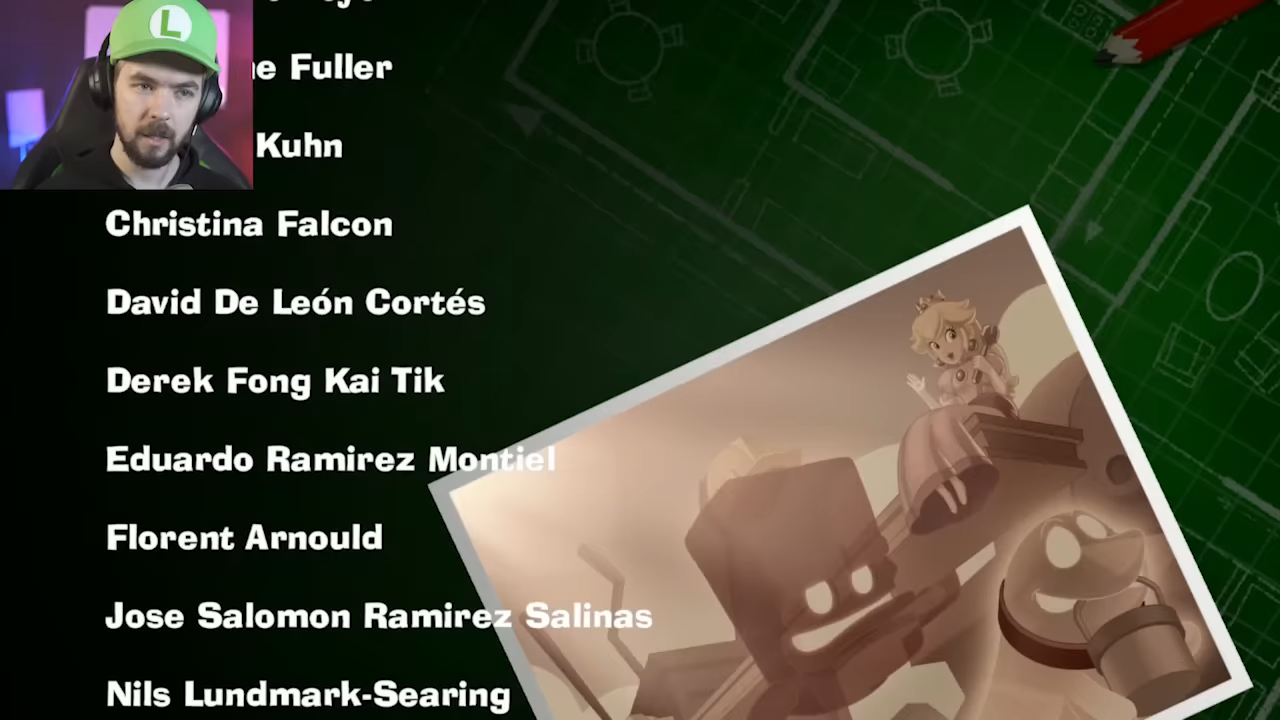 L
Fuller
Kuhn
Christina Falcon
David De León Cortés
Derek Fong Kai Tik
Eduardo Ramirez Montiel
Florent Arnould
Jose Salomon Ramirez Salinas
Nils Lundmark-Searing